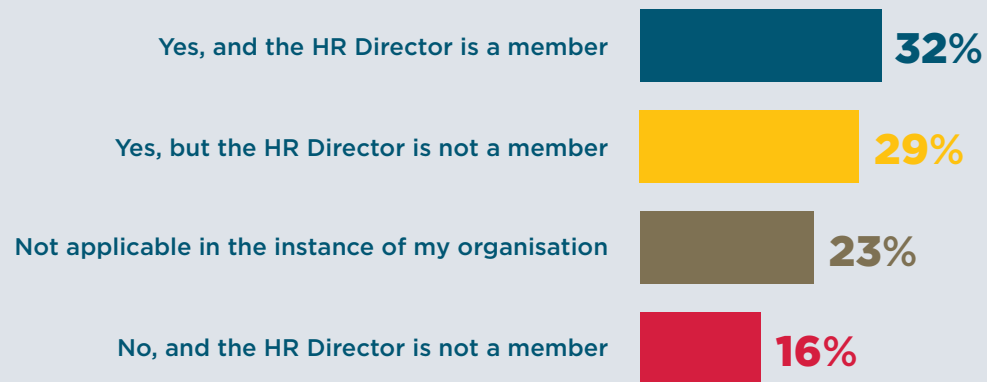 Yes, and the HR Director is a member 32%
Yes, but the HR Director is not a member 29%
Not applicable in the instance of my organisation 23%
No, and the HR Director is not a member 16%